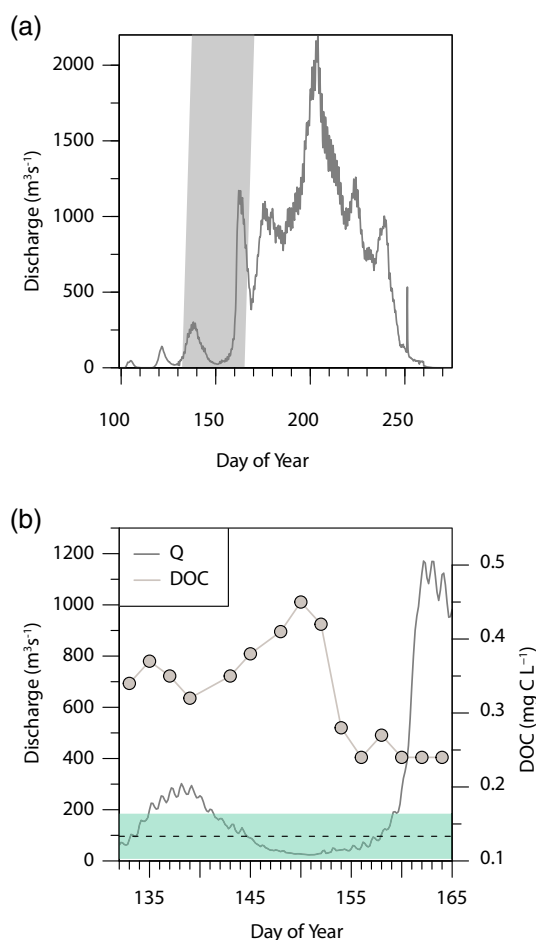 (a)
2000
1500
1000
500
0
Discharge (m³s⁻¹)
100 150 200 250
Day of Year
(b)
Q
DOC
1200
1000
800
600
400
200
0
Discharge (m³s⁻¹)
0.5
0.4
0.3
0.2
0.1
DOC (mg C L⁻¹)
135 145 155 165
Day of Year